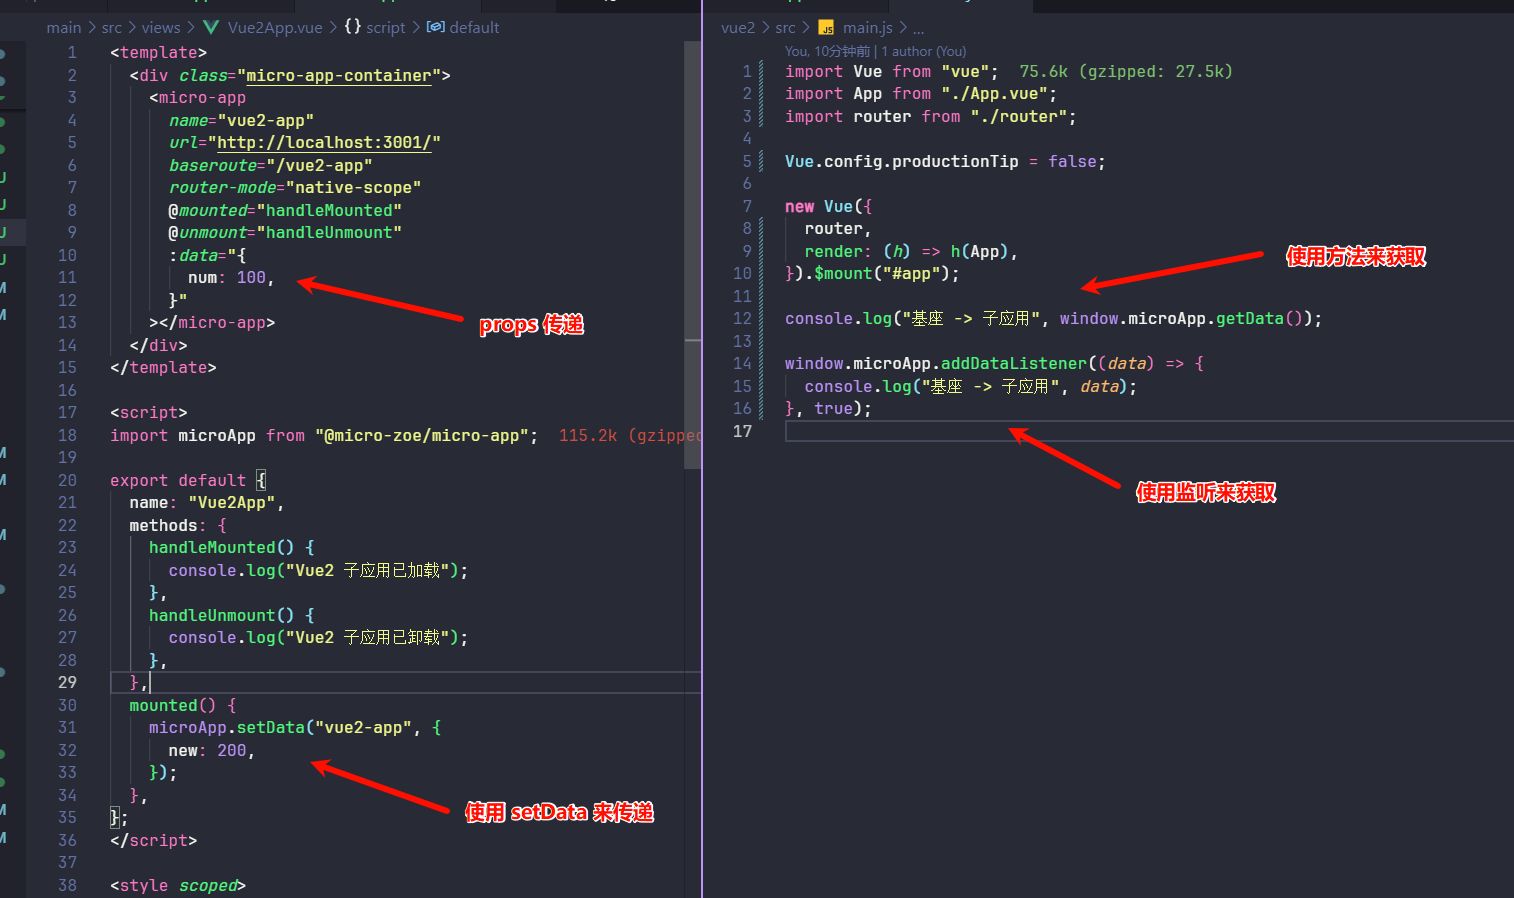 main > src > views > Vue2App.vue > {} script > default
1 <template>
2 <div class="micro-app-container">
3 <micro-app
4 name="vue2-app"
5 url="http://localhost:3001/"
6 baseroute="/vue2-app"
7 router-mode="native-scope"
8 @mounted="handleMounted"
9 @unmount="handleUnmount"
10 :data="{
11 num: 100,
12 }"
13 ></micro-app>
14 </div>
15 </template>
16
17 <script>
18 import microApp from "@micro-zoe/micro-app"; 115.2k (gzipped
19
20 export default {
21 name: "Vue2App",
22 methods: {
23 handleMounted() {
24 console.log("Vue2 子应用已加载");
25 },
26 handleUnmount() {
27 console.log("Vue2 子应用已卸载");
28 },
29 },
30 mounted() {
31 microApp.setData("vue2-app", {
32 new: 200,
33 });
34 },
35 };
36 </script>
37
38 <style scoped>
props 传递
使用 setData 来传递
vue2 > src > JS main.js > ...
You, 10分钟前 | 1 author (You)
1 import Vue from "vue"; 75.6k (gzipped: 27.5k)
2 import App from "./App.vue";
3 import router from "./router";
4
5 Vue.config.productionTip = false;
6
7 new Vue({
8 router,
9 render: (h) => h(App),
10 }).$mount("#app");
11
12 console.log("基座 -> 子应用", window.microApp.getData());
13
14 window.microApp.addDataListener((data) => {
15 console.log("基座 -> 子应用", data);
16 }, true);
17
使用方法来获取
使用监听来获取
U
U
U
U
M
M
M
M
M
M
M